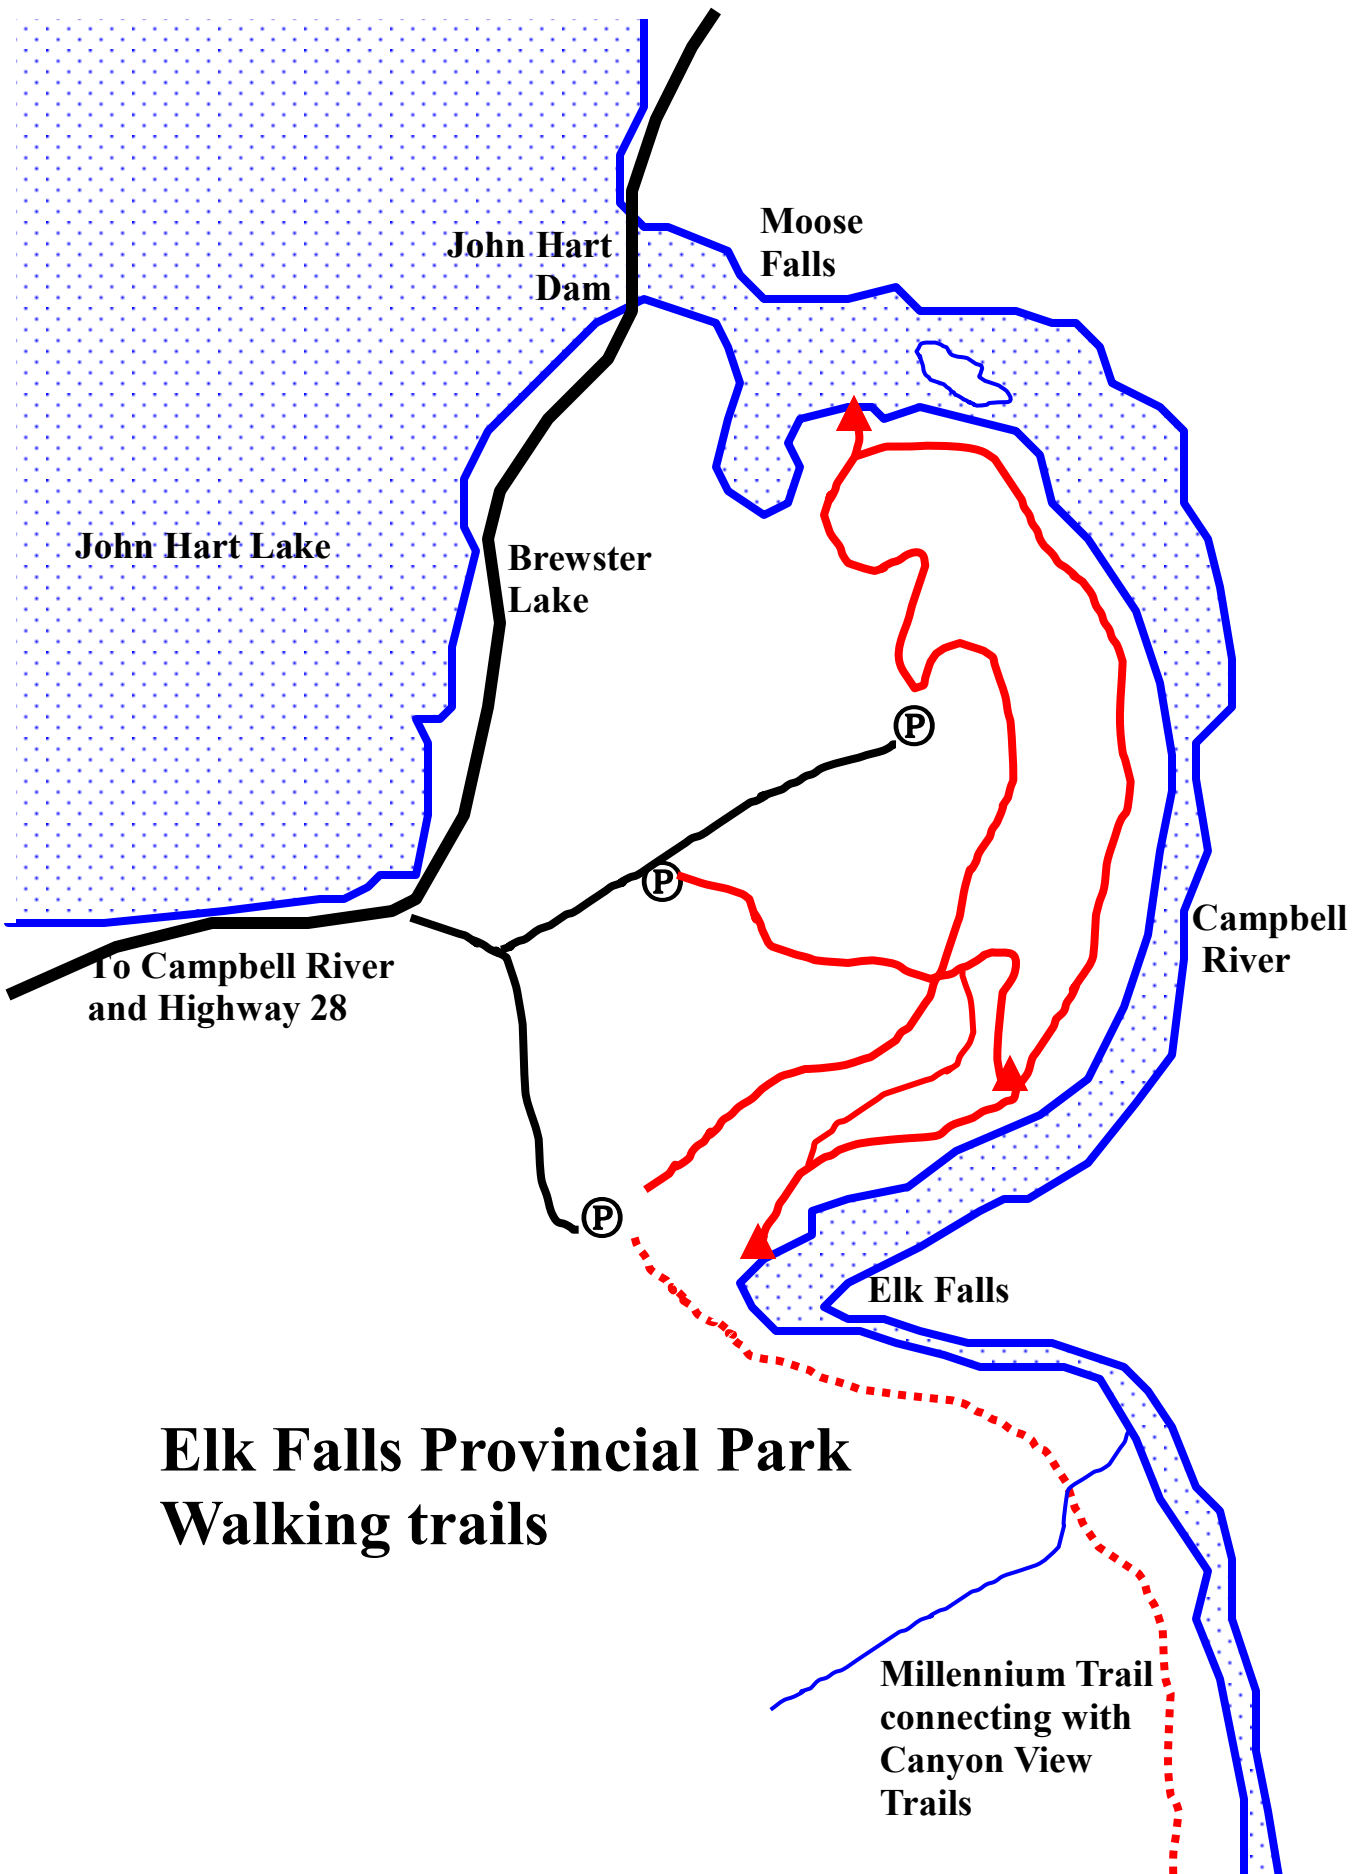 Moose
Falls
John Hart
Dam
John Hart Lake
Brewster
Lake
P
P
Campbell
River
To Campbell River
and Highway 28
P
Elk Falls
Elk Falls Provincial Park
Walking trails
Millennium Trail
connecting with
Canyon View
Trails